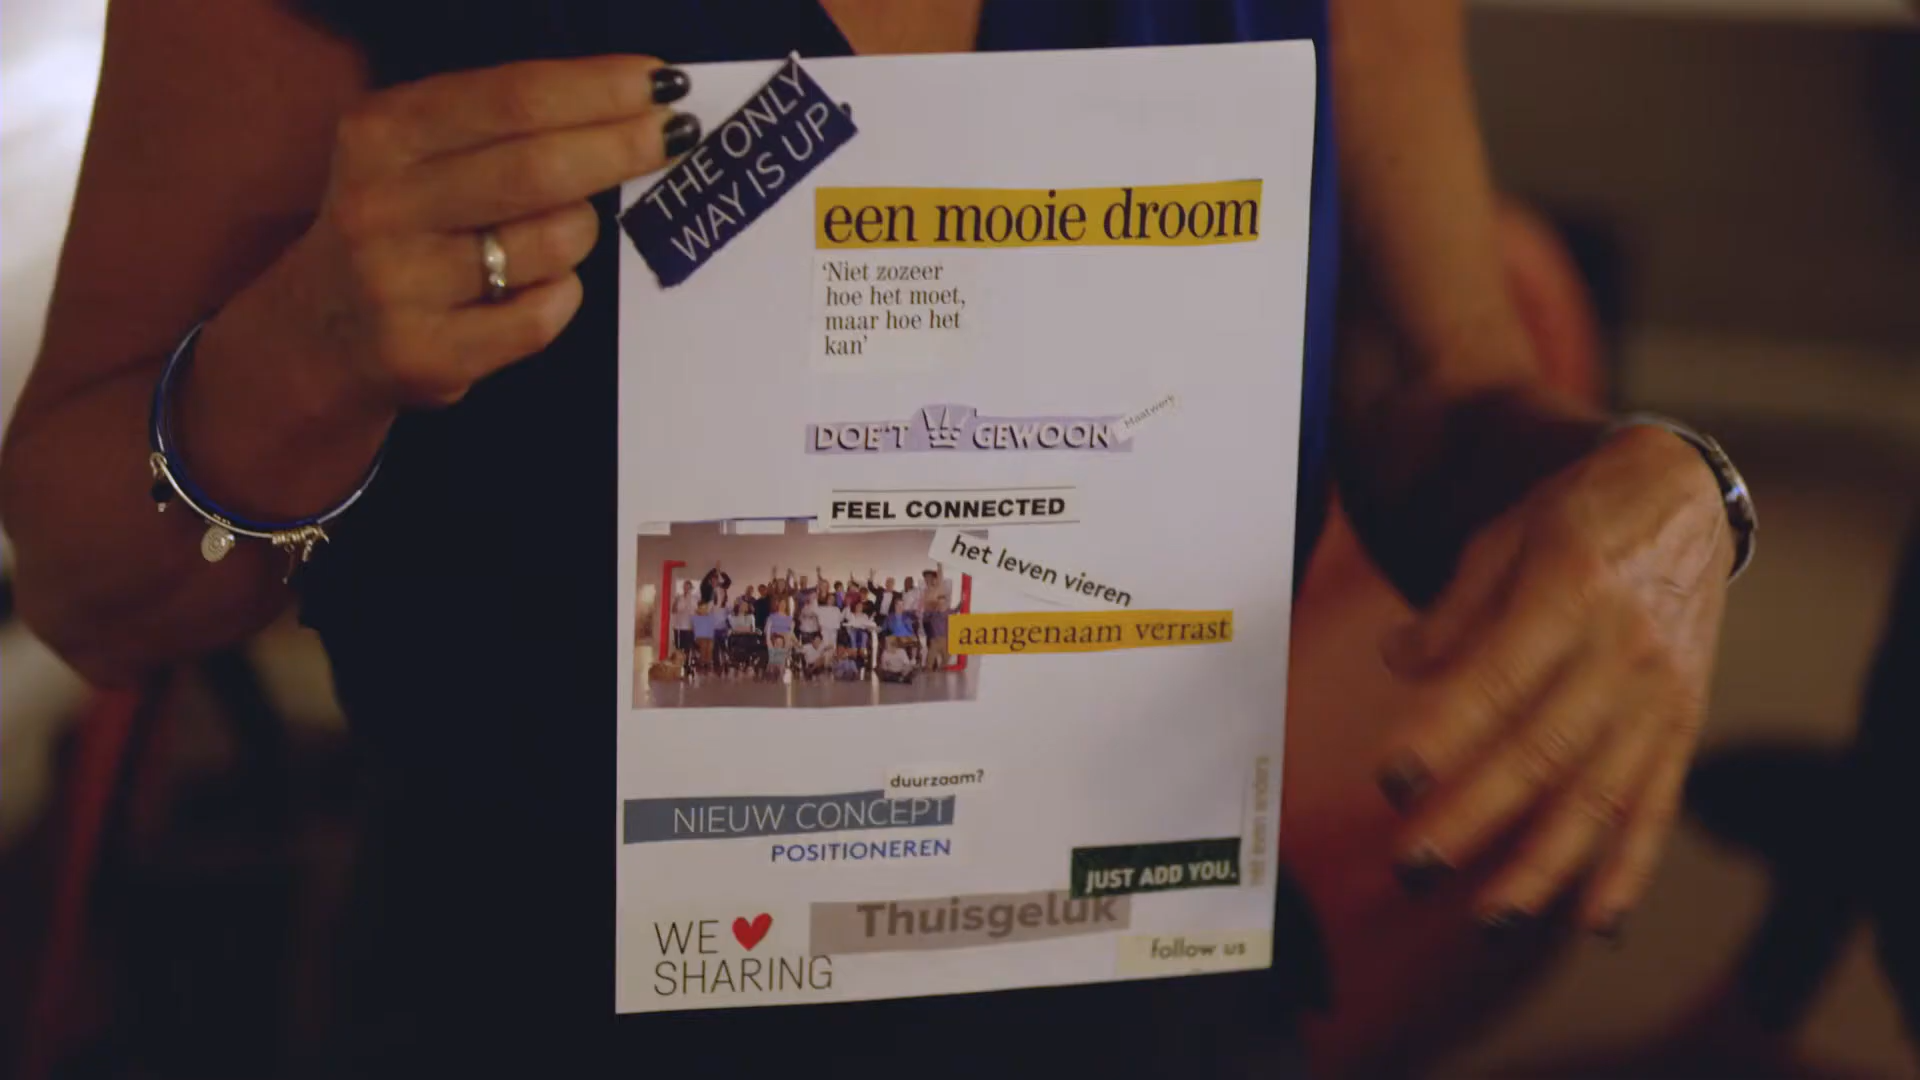 THE ONLY
WAY IS UP
een mooie droom
‘Niet zozeer
hoe het moet,
maar hoe het
kan’
DOE'T GEWOON
Maatwerk
FEEL CONNECTED
het leven vieren
aangenaam verrast
duurzaam?
NIEUW CONCEPT
POSITIONEREN
JUST ADD YOU.
Thuisgeluk
WE ♥
SHARING
follow us